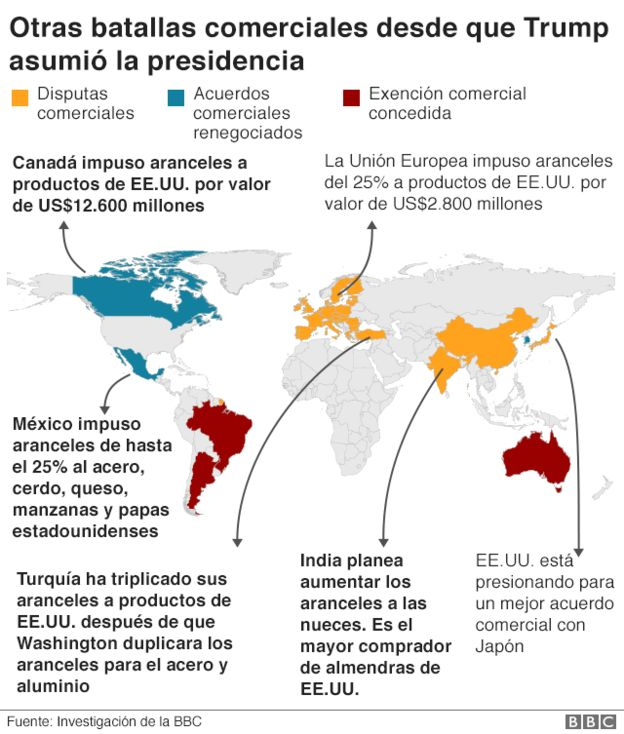 Otras batallas comerciales desde que Trump
asumió la presidencia
Disputas
comerciales
Acuerdos
comerciales
renegociados
Exención comercial
concedida
Canadá impuso aranceles a
productos de EE.UU. por valor
de US$12.600 millones
La Unión Europea impuso aranceles
del 25% a productos de EE.UU. por
valor de US$2.800 millones
México impuso
aranceles de hasta
el 25% al acero,
cerdo, queso,
manzanas y papas
estadounidenses
Turquía ha triplicado sus
aranceles a productos de
EE.UU. después de que
Washington duplicara los
aranceles para el acero y
aluminio
India planea
aumentar los
aranceles a las
nueces. Es el
mayor comprador
de almendras de
EE.UU.
EE.UU. está
presionando para
un mejor acuerdo
comercial con
Japón
Fuente: Investigación de la BBC
BBC